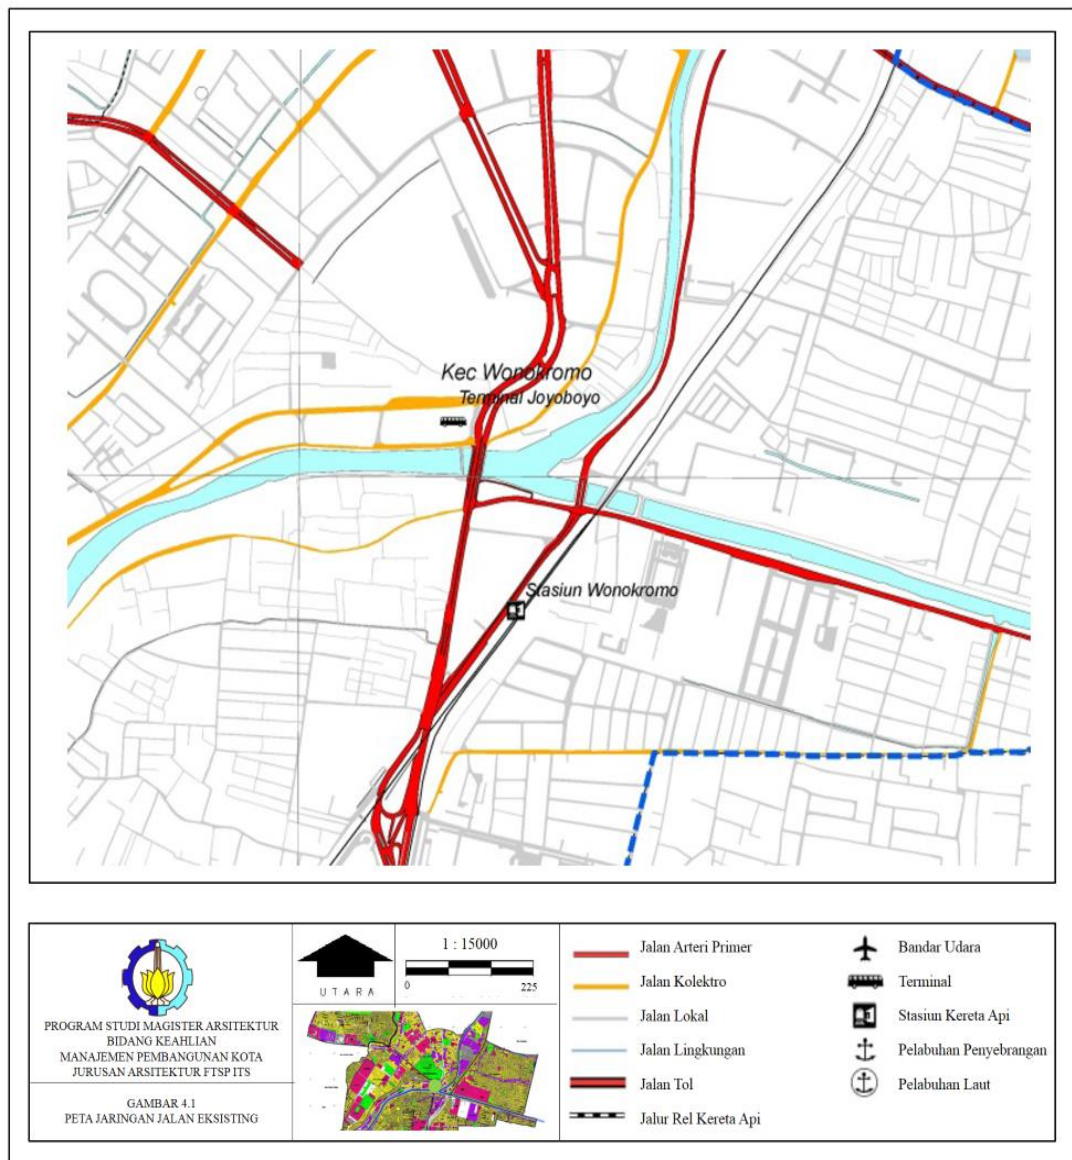 Kec Wonokromo
Terminal Joyoboyo
Stasiun Wonokromo
PROGRAM STUDI MAGISTER ARSITEKTUR
BIDANG KEAHLIAN
MANAJEMEN PEMBANGUNAN KOTA
JURUSAN ARSITEKTUR FTSP ITS
GAMBAR 4.1
PETA JARINGAN JALAN EKSISTING
UTARA
1 : 15000
0 225
Jalan Arteri Primer
Jalan Kolektro
Jalan Lokal
Jalan Lingkungan
Jalan Tol
Jalur Rel Kereta Api
Bandar Udara
Terminal
Stasiun Kereta Api
Pelabuhan Penyebrangan
Pelabuhan Laut